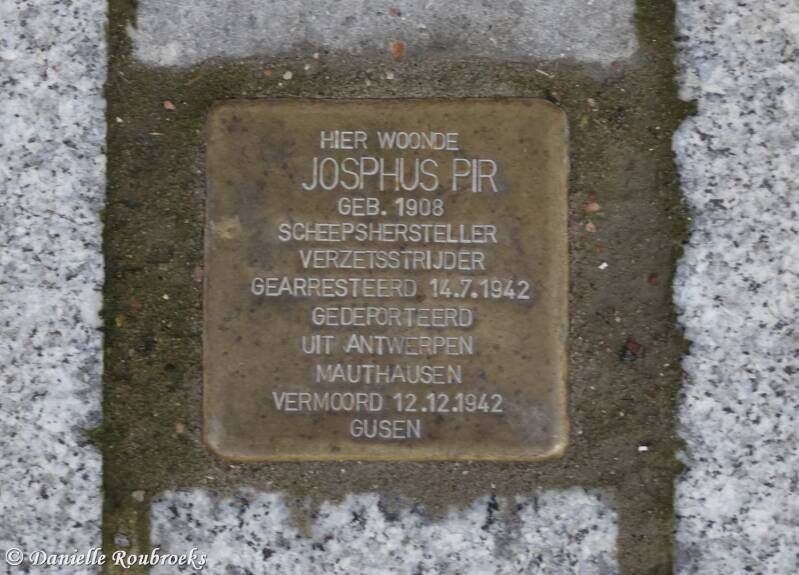 HIER WOONDE
JOSPHUS PIR
GEB. 1908
SCHEEPSHERSTELLER
VERZETSSTRIJDER
GEARRESTEERD 14.7.1942
GEDEPORTEERD
UIT ANTWERPEN
MAUTHAUSEN
VERMOORD 12.12.1942
GUSEN
© Danielle Roubroeks